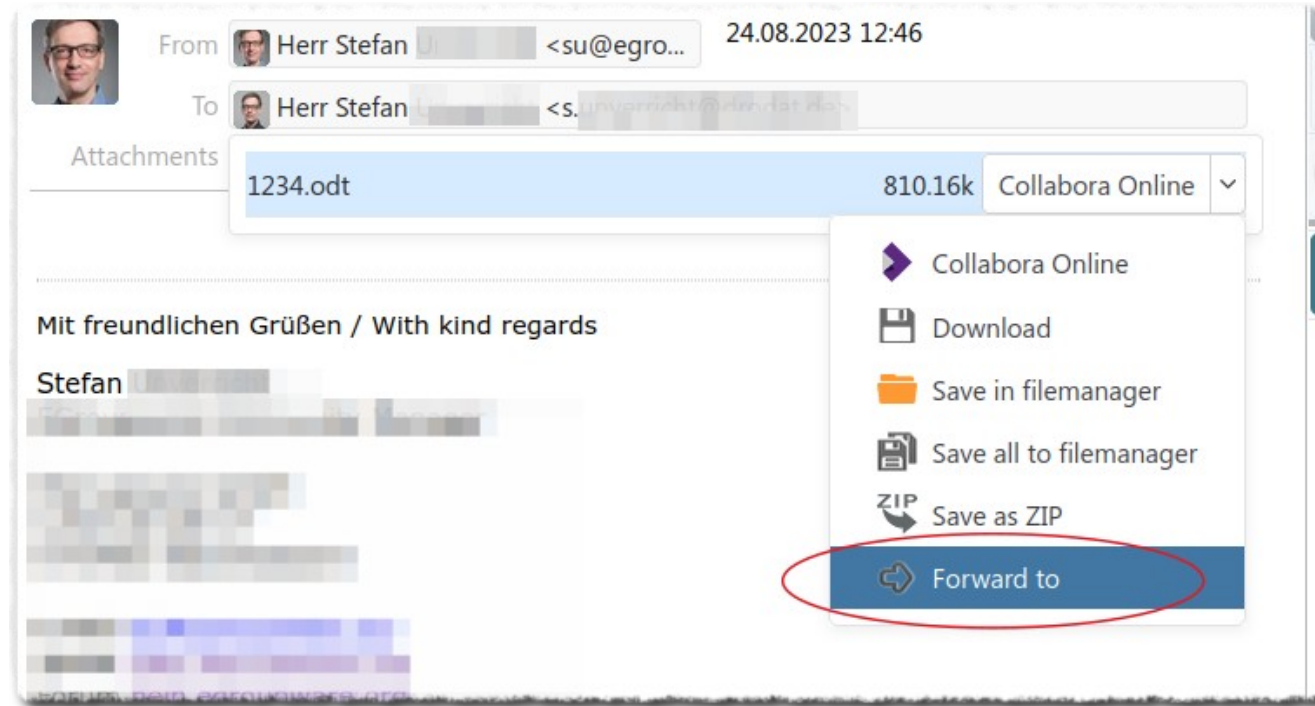 From Herr Stefan <su@egro... 24.08.2023 12:46
To Herr Stefan <s.
Attachments
1234.odt 810.16k Collabora Online
Collabora Online
Download
Save in filemanager
Save all to filemanager
ZIP Save as ZIP
Forward to
Mit freundlichen Grüßen / With kind regards
Stefan